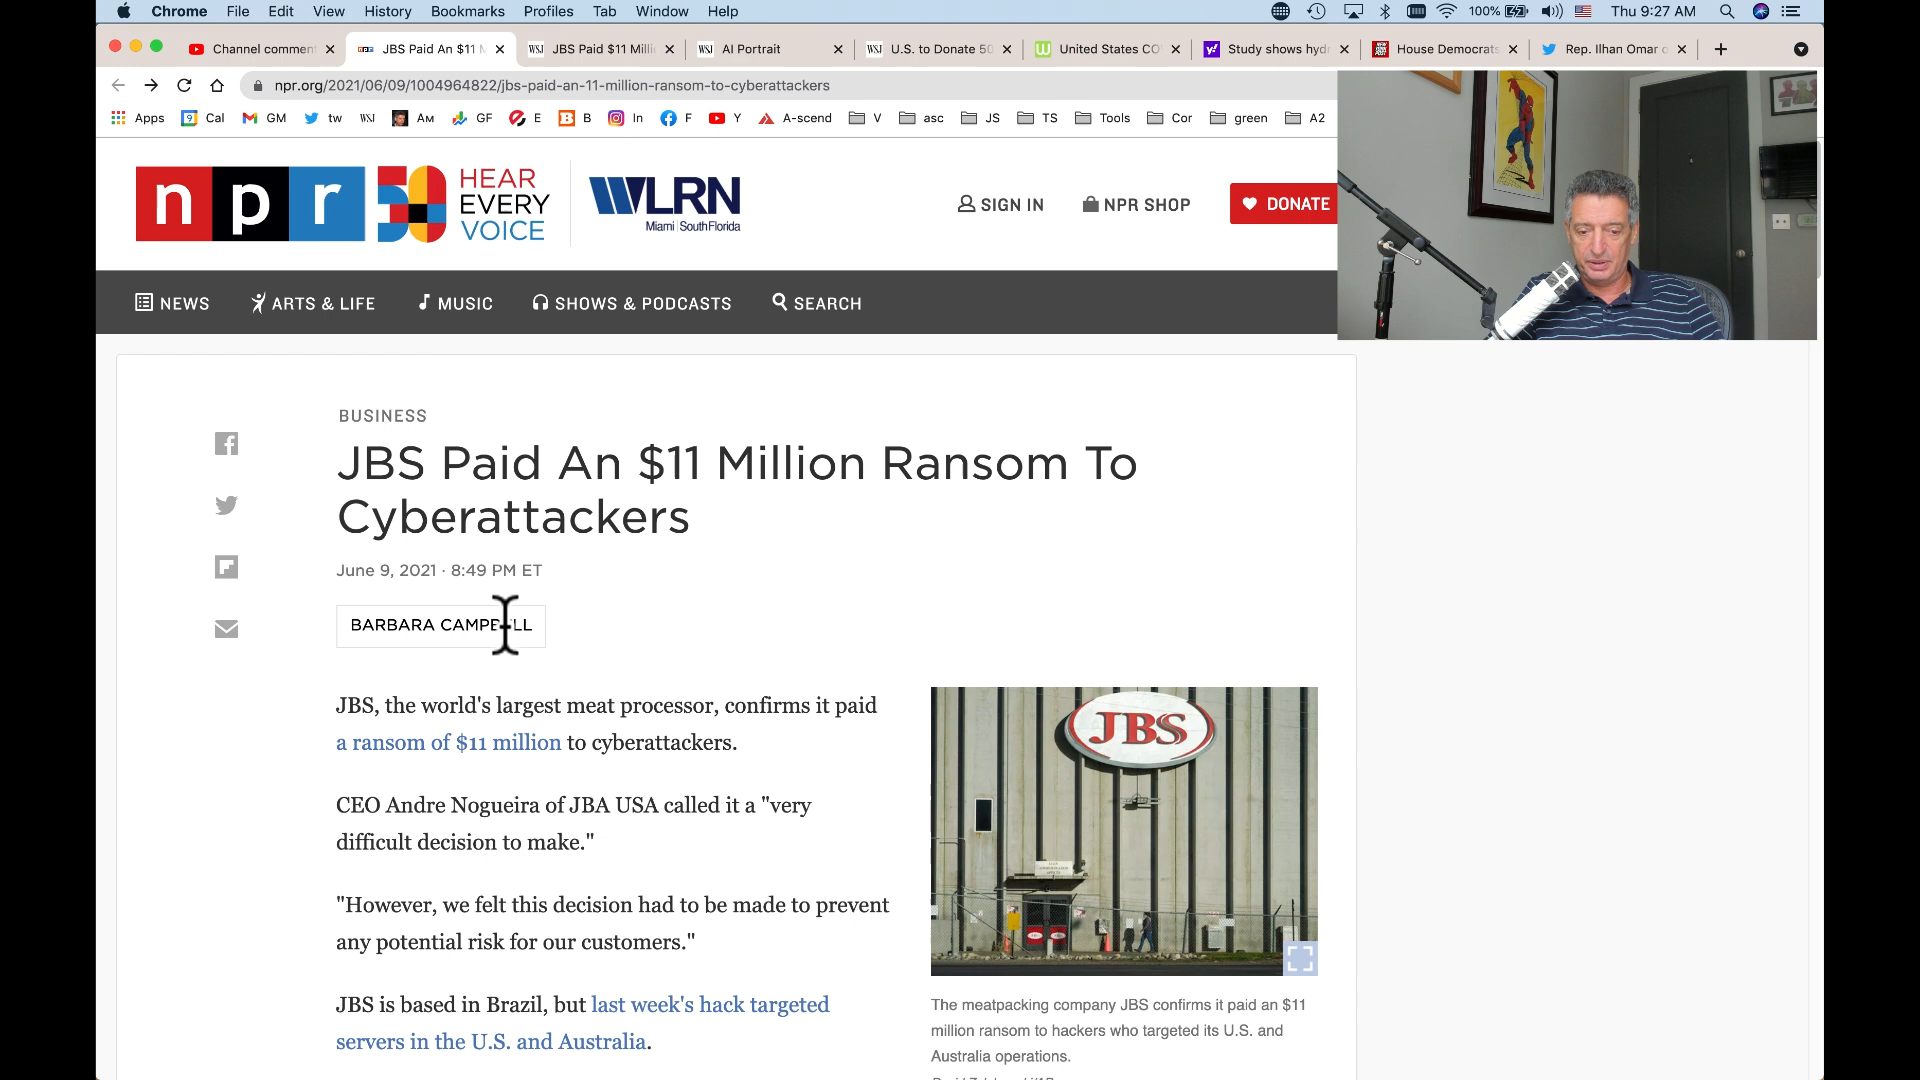 Chrome File Edit View History Bookmarks Profiles Tab Window Help 100% Thu 9:27 AM
Channel commen JBS Paid An $11 M WSJ JBS Paid $11 Milli WSJ AI Portrait WSJ U.S. to Donate 50 United States CO Study shows hydr House Democrats Rep. Ilhan Omar
npr.org/2021/06/09/1004964822/jbs-paid-an-11-million-ransom-to-cyberattackers
Apps Cal GM tw WSJ AM GF E B In F Y A-scend V asc JS TS Tools Cor green A2
npr 50 HEAR EVERY VOICE
WLRN
Miami | South Florida
SIGN IN NPR SHOP DONATE
NEWS ARTS & LIFE MUSIC SHOWS & PODCASTS SEARCH
BUSINESS
JBS Paid An $11 Million Ransom To
Cyberattackers
June 9, 2021 · 8:49 PM ET
BARBARA CAMPBELL
JBS, the world's largest meat processor, confirms it paid
a ransom of $11 million to cyberattackers.
CEO Andre Nogueira of JBA USA called it a "very
difficult decision to make."
"However, we felt this decision had to be made to prevent
any potential risk for our customers."
JBS is based in Brazil, but last week's hack targeted
servers in the U.S. and Australia.
JBS
The meatpacking company JBS confirms it paid an $11
million ransom to hackers who targeted its U.S. and
Australia operations.